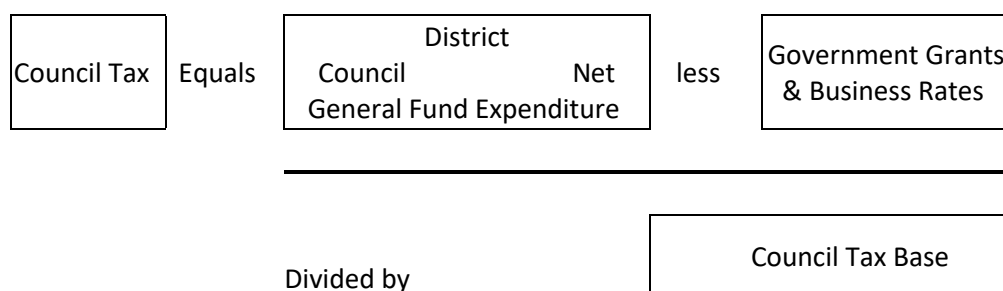 Council Tax
Equals
District
Council Net
General Fund Expenditure
less
Government Grants
& Business Rates
Divided by
Council Tax Base